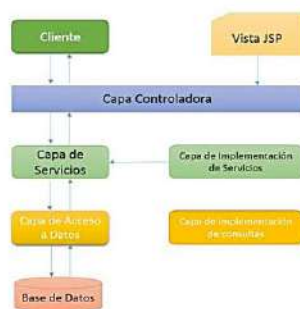 Cliente
Vista JSP
Capa Controladora
Capa de
Servicios
Capa de Implementación
de Servicios
Capa de Acceso
a Datos
Capa de implementación
de consultas
Base de Datos